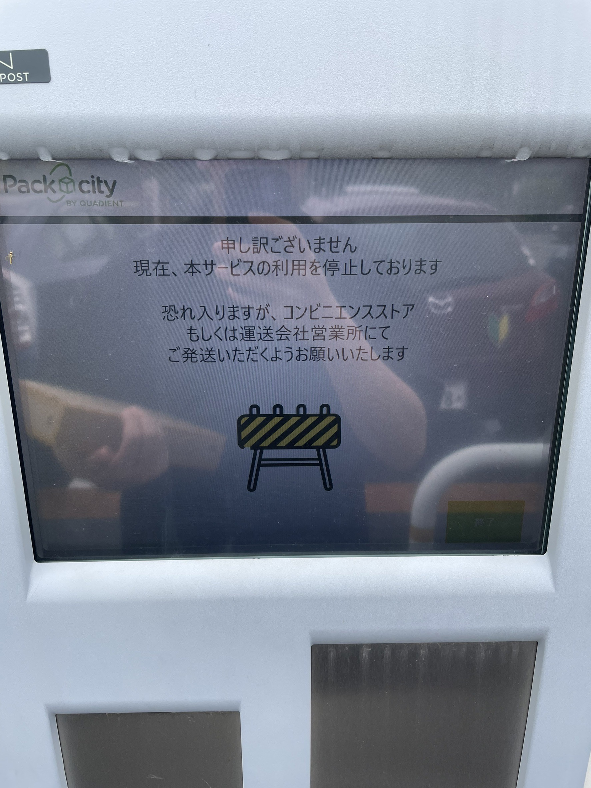 POST
Packcity
BY QUADIENT
申し訳ございません
現在、本サービスの利用を停止しております
恐れ入りますが、コンビニエンスストア
もしくは運送会社営業所にて
ご発送いただくようお願いいたします